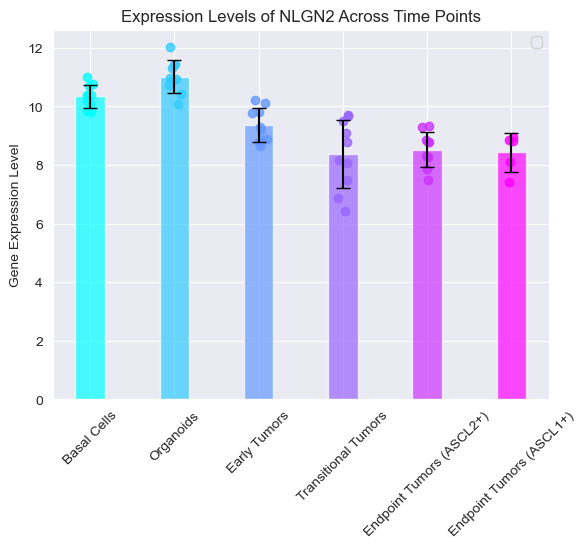 Expression Levels of NLGN2 Across Time Points
Gene Expression Level
12
10
8
6
4
2
0
Basal Cells
Organoids
Early Tumors
Transitional Tumors
Endpoint Tumors (ASCL2+)
Endpoint Tumors (ASCL1+)